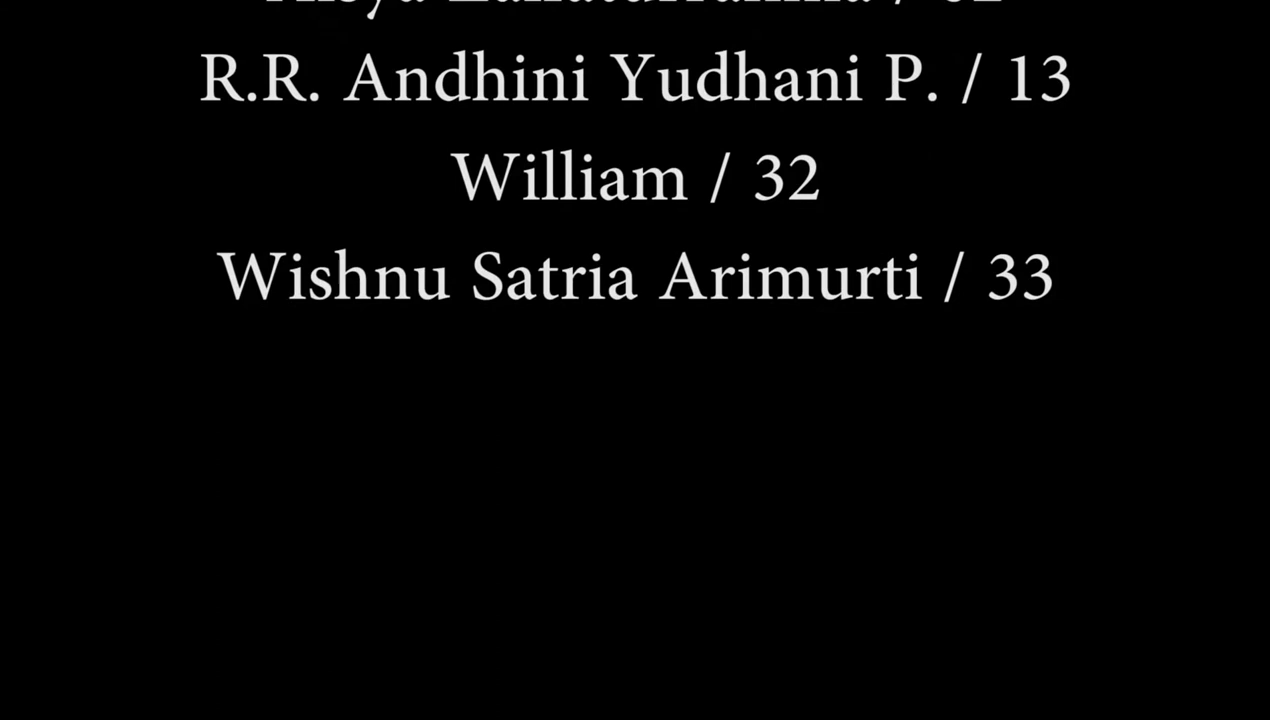 R.R. Andhini Yudhani P. / 13
William / 32
Wishnu Satria Arimurti / 33